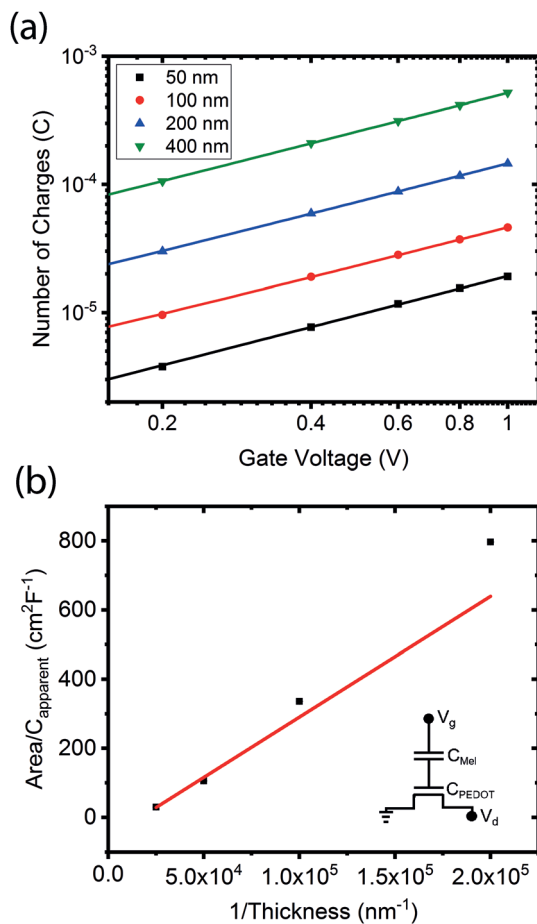 (a)
10⁻³
10⁻⁴
10⁻⁵
Number of Charges (C)
50 nm
100 nm
200 nm
400 nm
0.2
0.4
0.6
0.8
1
Gate Voltage (V)
(b)
800
600
400
200
0
Area/C_apparent (cm²F⁻¹)
V_g
C_Mel
C_PEDOT
V_d
0.0
5.0x10⁴
1.0x10⁵
1.5x10⁵
2.0x10⁵
1/Thickness (nm⁻¹)